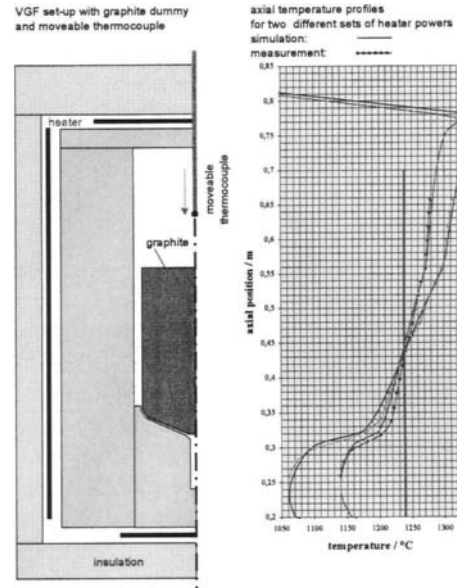 VGF set-up with graphite dummy
and moveable thermocouple
heater
moveable
thermocouple
graphite
insulation
axial temperature profiles
for two different sets of heater powers
simulation:
measurement:
axial position / m
0,85
0,8
0,75
0,7
0,65
0,6
0,55
0,5
0,45
0,4
0,35
0,3
0,25
0,2
1050 1100 1150 1200 1250 1300
temperature / °C